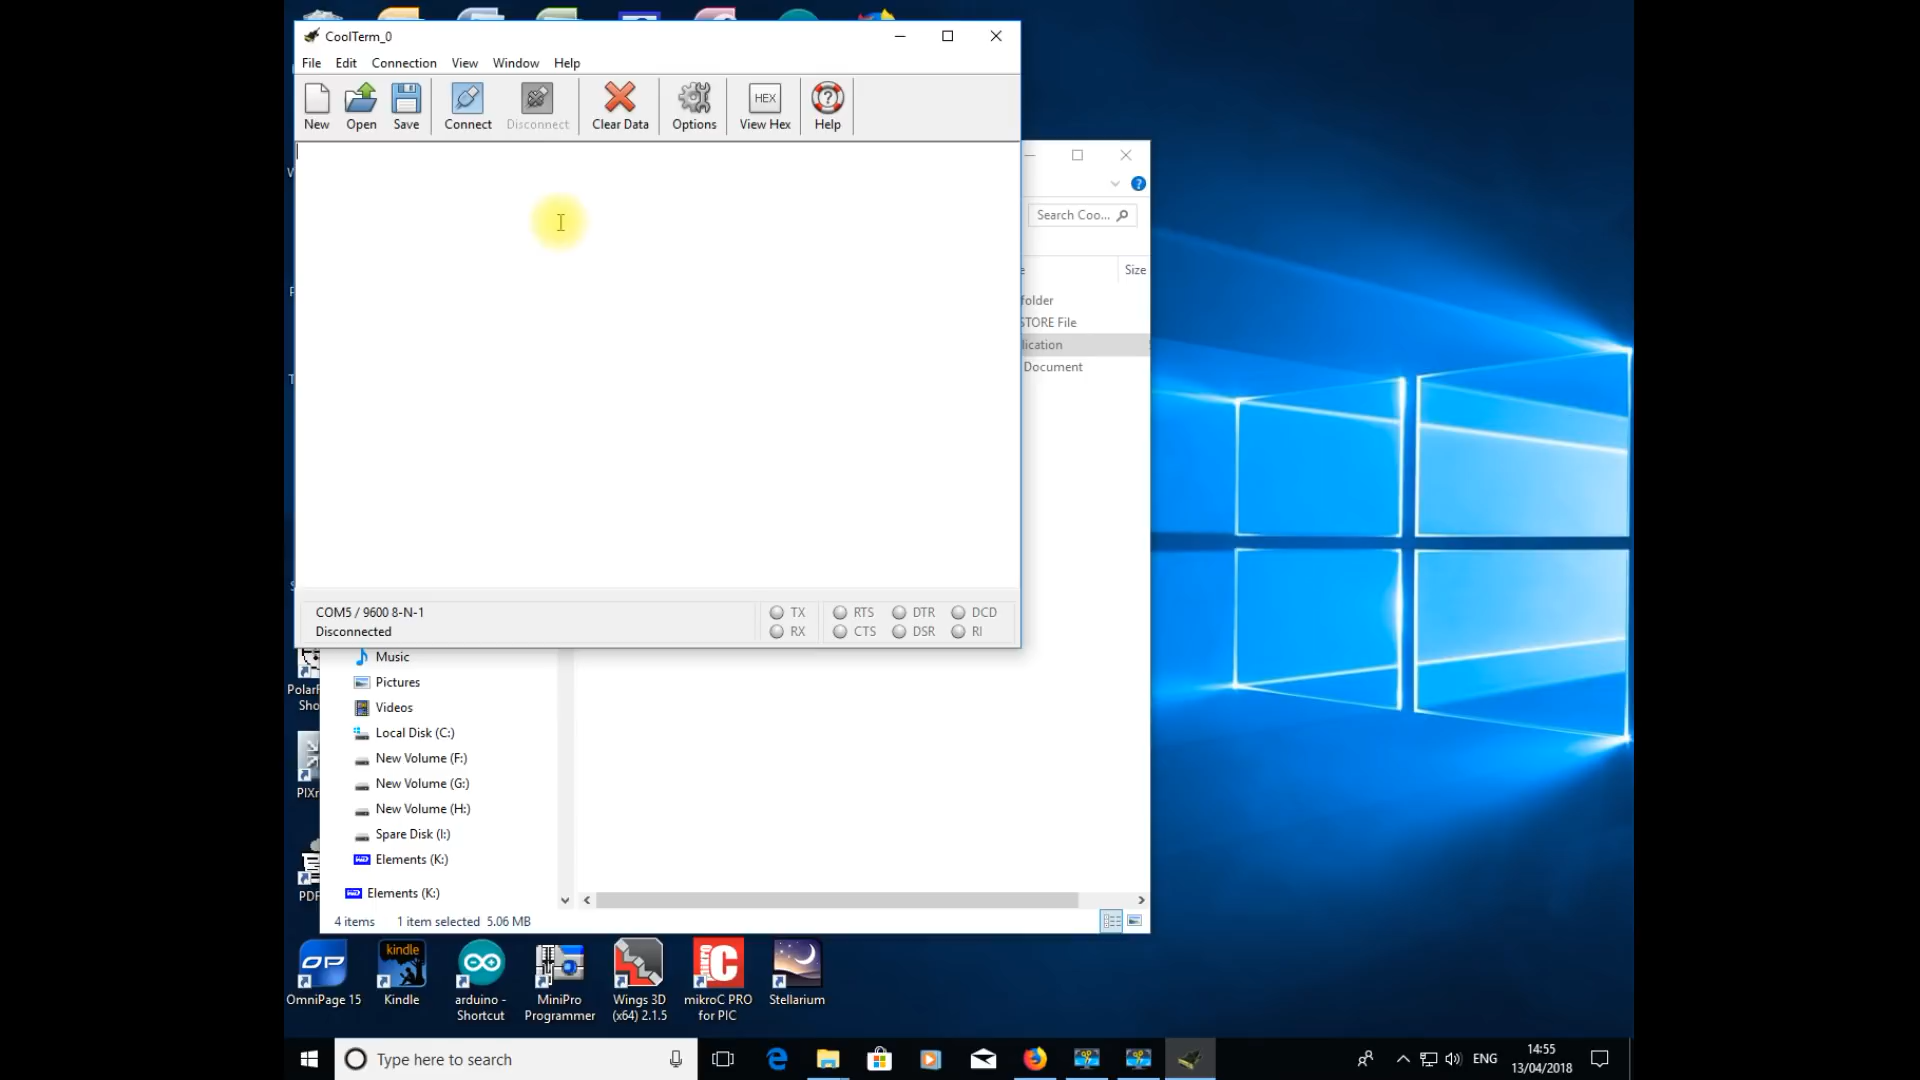 CoolTerm_0
File Edit Connection View Window Help
New Open Save Connect Disconnect Clear Data Options HEX View Hex Help
Search Coo...
Size
folder
STORE File
lication
Document
COM5 / 9600 8-N-1
Disconnected
TX RTS DTR DCD
RX CTS DSR RI
Music
Pictures
Videos
Local Disk (C:)
New Volume (F:)
New Volume (G:)
New Volume (H:)
Spare Disk (I:)
Elements (K:)
Elements (K:)
4 items 1 item selected 5.06 MB
OmniPage 15
kindle
Kindle
arduino -
Shortcut
MiniPro
Programmer
Wings 3D
(x64) 2.1.5
mikroC PRO
for PIC
Stellarium
Type here to search
ENG
14:55
13/04/2018